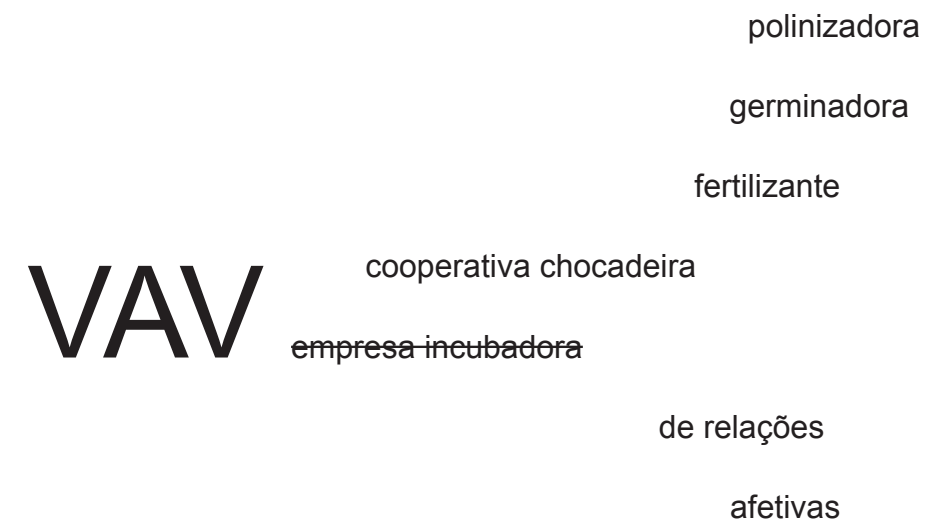 polinizadora
germinadora
fertilizante
cooperativa chocadeira
VAV
empresa incubadora
de relações
afetivas